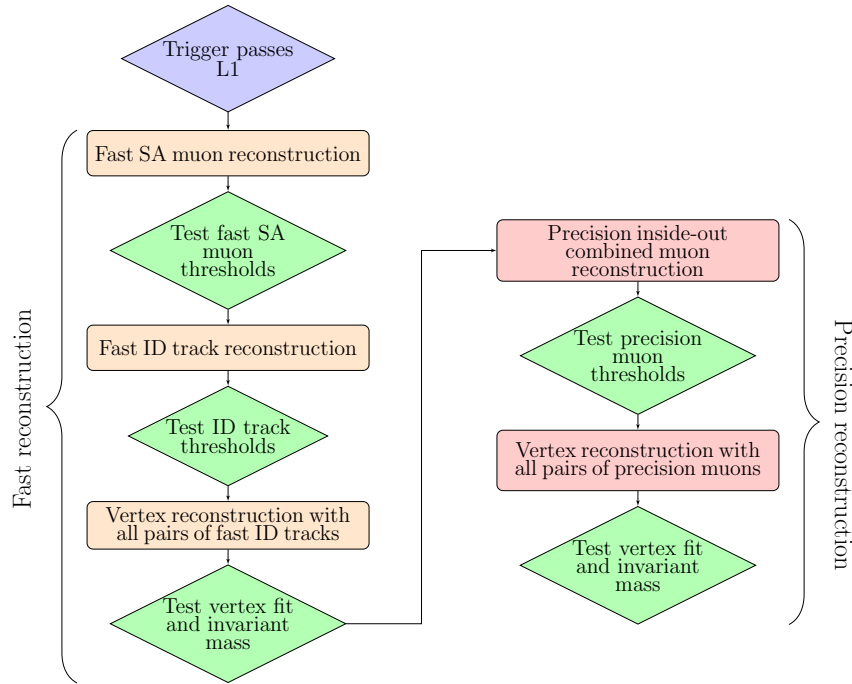 Trigger passes
L1
Fast SA muon reconstruction
Test fast SA
muon
thresholds
Fast ID track reconstruction
Test ID track
thresholds
Vertex reconstruction with
all pairs of fast ID tracks
Test vertex fit
and invariant
mass
Fast reconstruction
Precision inside-out
combined muon
reconstruction
Test precision
muon
thresholds
Vertex reconstruction with
all pairs of precision muons
Test vertex fit
and invariant
mass
Precision reconstruction